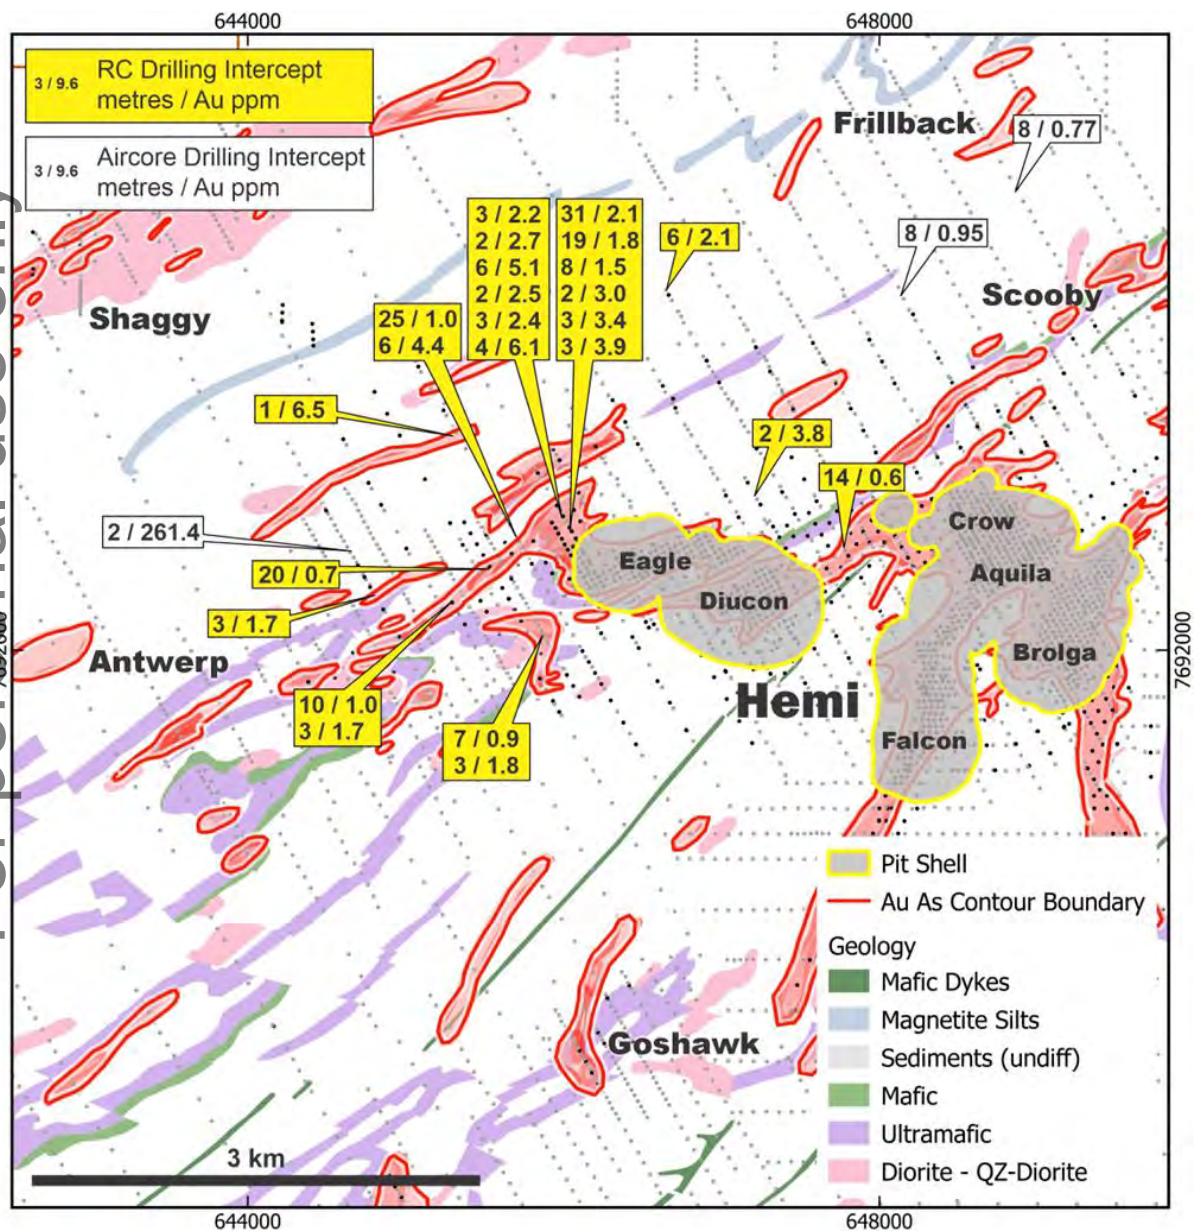 644000
648000
3 / 9.6
RC Drilling Intercept
metres / Au ppm
3 / 9.6
Aircore Drilling Intercept
metres / Au ppm
Frillback
8 / 0.77
3 / 2.2
2 / 2.7
6 / 5.1
2 / 2.5
3 / 2.4
4 / 6.1
31 / 2.1
19 / 1.8
8 / 1.5
2 / 3.0
3 / 3.4
3 / 3.9
6 / 2.1
8 / 0.95
Scooby
Shaggy
25 / 1.0
6 / 4.4
1 / 6.5
2 / 3.8
14 / 0.6
2 / 261.4
Crow
Eagle
Aquila
20 / 0.7
Diucon
3 / 1.7
Antwerp
Brolga
7692000
Hemi
10 / 1.0
3 / 1.7
7 / 0.9
3 / 1.8
Falcon
Pit Shell
Au As Contour Boundary
Geology
Mafic Dykes
Magnetite Silts
Goshawk
Sediments (undiff)
Mafic
Ultramafic
Diorite - QZ-Diorite
3 km
644000
648000